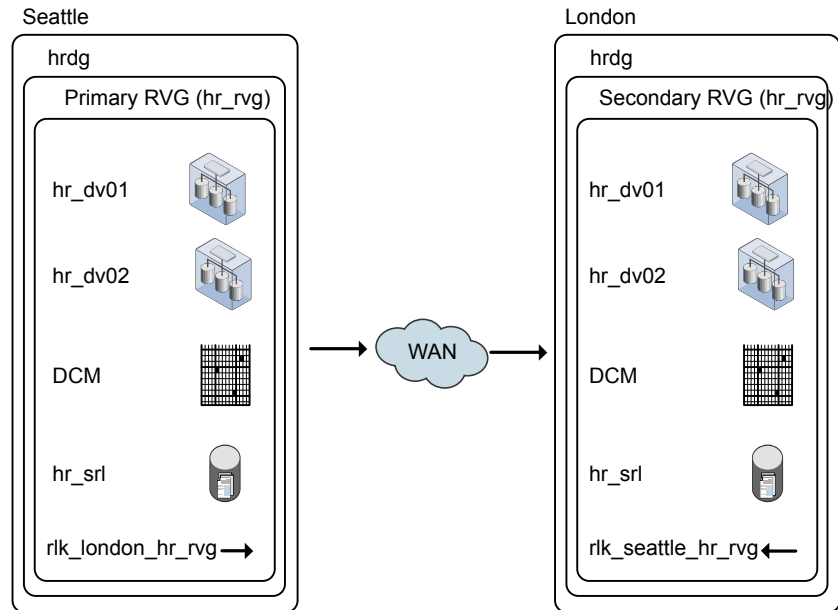 Seattle
hrdg
Primary RVG (hr_rvg)
hr_dv01
hr_dv02
DCM
hr_srl
rlk_london_hr_rvg
WAN
London
hrdg
Secondary RVG (hr_rvg)
hr_dv01
hr_dv02
DCM
hr_srl
rlk_seattle_hr_rvg